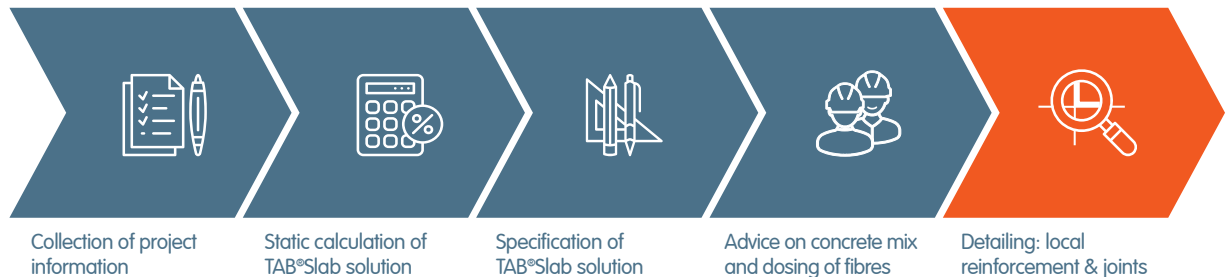 Collection of project
information
Static calculation of
TAB®Slab solution
Specification of
TAB®Slab solution
Advice on concrete mix
and dosing of fibres
Detailing: local
reinforcement & joints